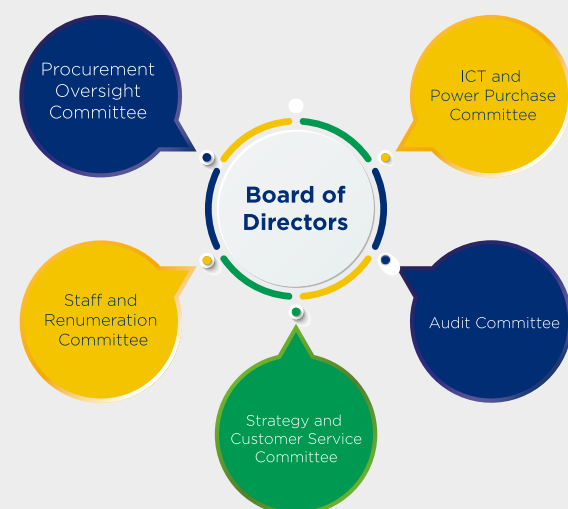 Procurement
Oversight
Committee
ICT and
Power Purchase
Committee
Board of
Directors
Staff and
Renumeration
Committee
Audit Committee
Strategy and
Customer Service
Committee